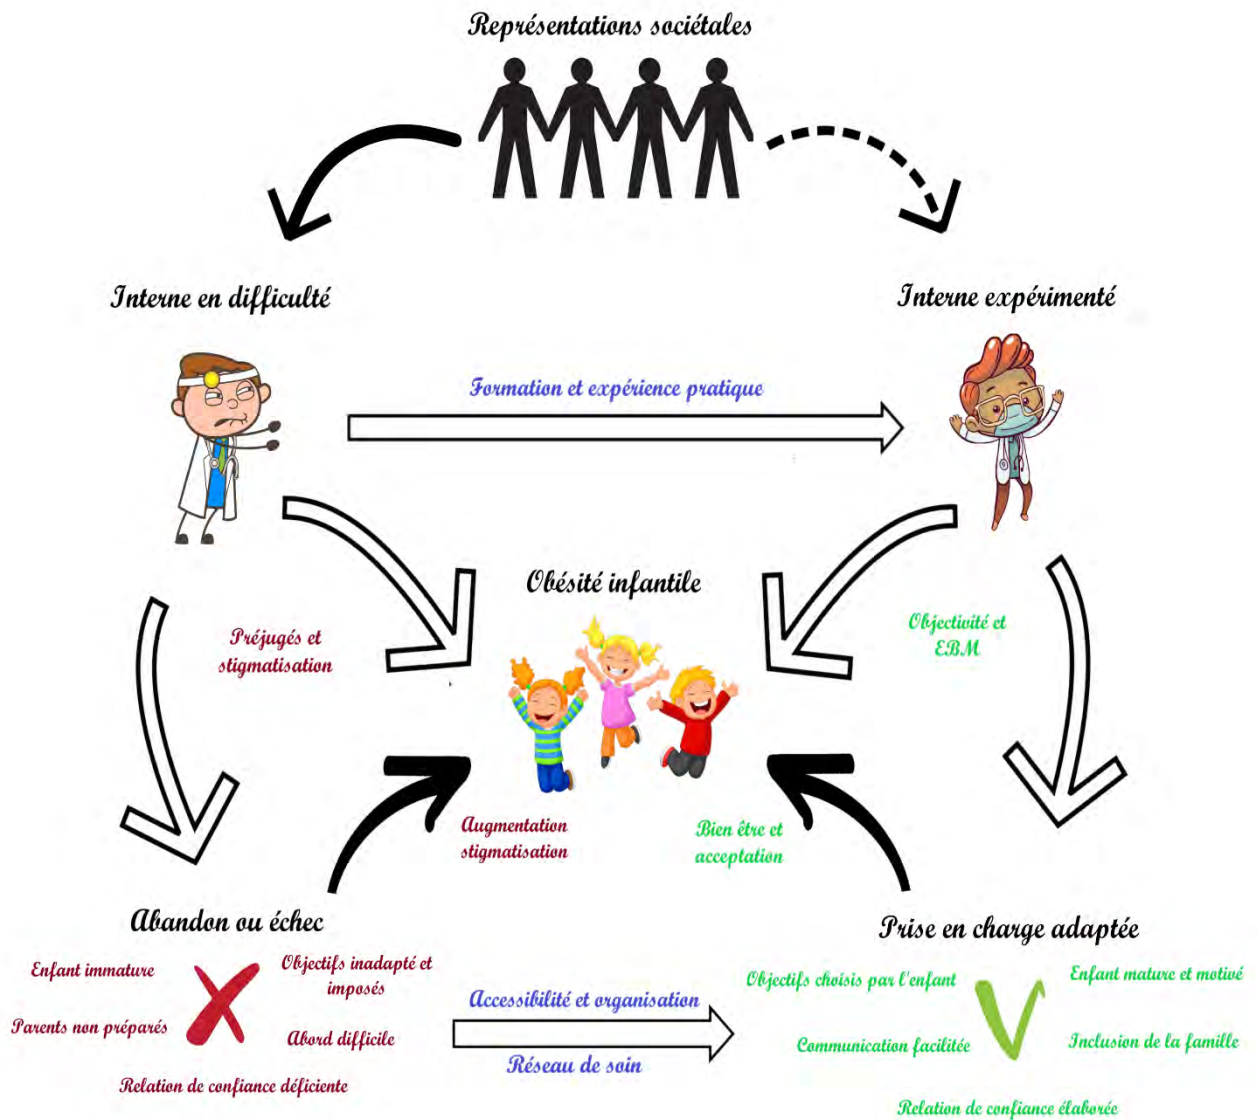 Représentations sociétales
Interne en difficulté
Interne expérimenté
Formation et expérience pratique
Obésité infantile
Préjugés et
stigmatisation
Objectivité et
EBM
Augmentation
stigmatisation
Bien être et
acceptation
Abandon ou échec
Enfant immature
Objectifs inadapté et
imposés
Parents non préparés
Abord difficile
Relation de confiance déficiente
Accessibilité et organisation
Réseau de soin
Prise en charge adaptée
Objectifs choisis par l'enfant
Enfant mature et motivé
Communication facilitée
Inclusion de la famille
Relation de confiance élaborée